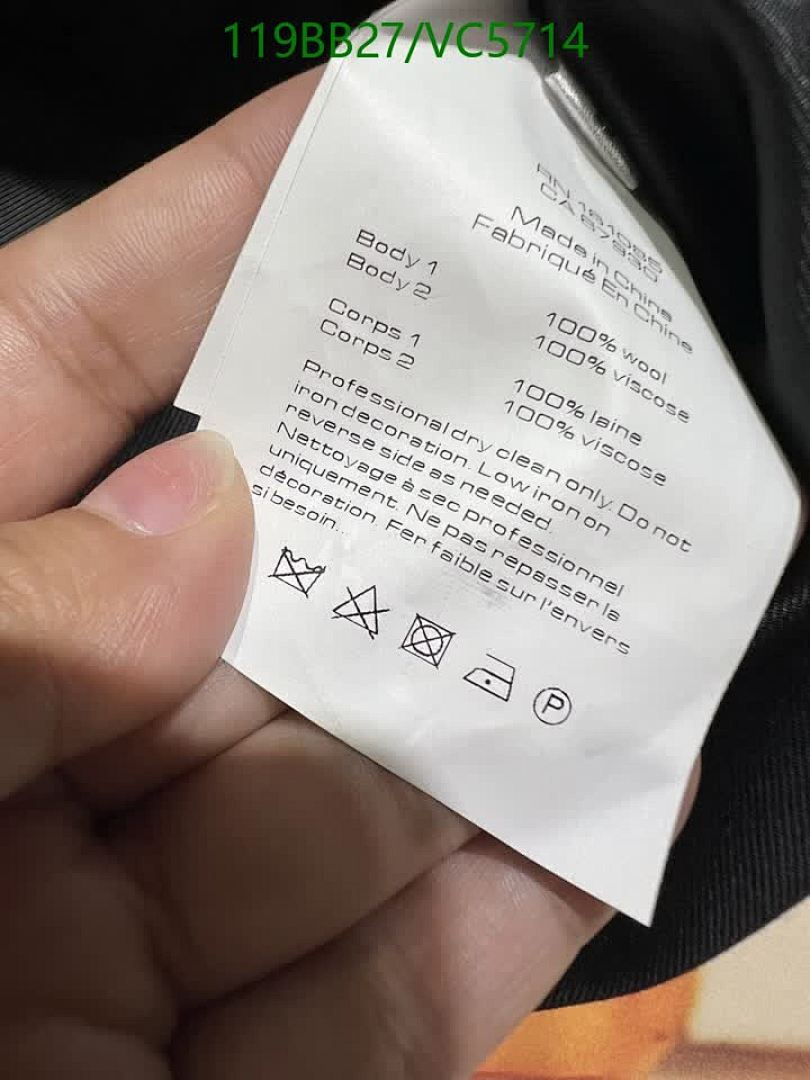 119BB27/VC5714
RN 161056
CA 57930
Made in China
Fabriqué En Chine
Body 1 100% wool
Body 2 100% viscose
Corps 1 100% laine
Corps 2 100% viscose
Professional dry clean only. Do not
iron decoration. Low iron on
reverse side as needed.
Nettoyage à sec professionnel
uniquement. Ne pas repasser la
décoration. Fer faible sur l'envers
si besoin...
P